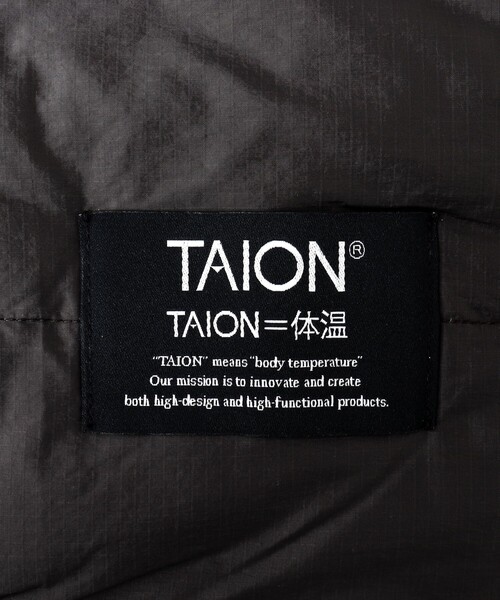 TAION®
TAION=体温
"TAION" means "body temperature"
Our mission is to innovate and create
both high-design and high-functional products.